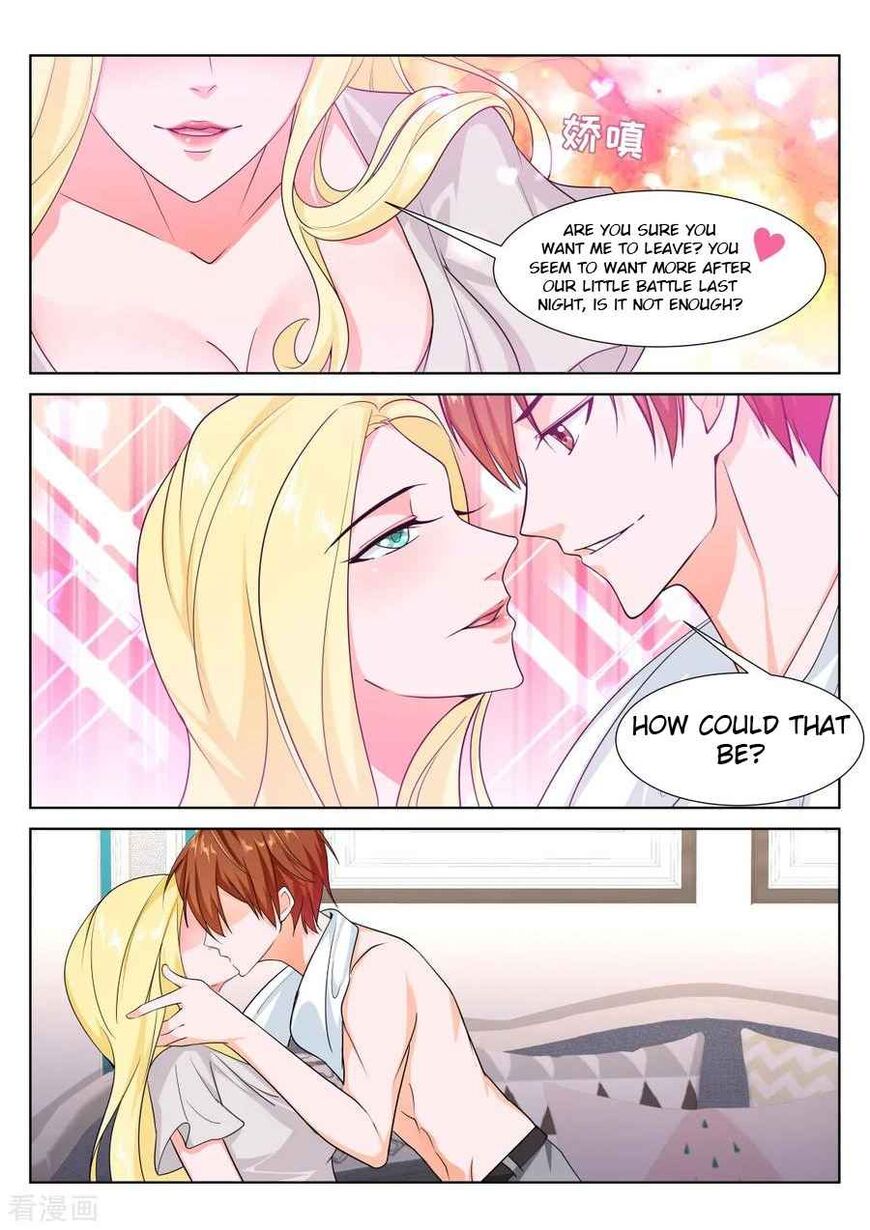 娇嗔
ARE YOU SURE YOU
WANT ME TO LEAVE? YOU
SEEM TO WANT MORE AFTER
OUR LITTLE BATTLE LAST
NIGHT, IS IT NOT ENOUGH?
HOW COULD THAT
BE?
看漫画